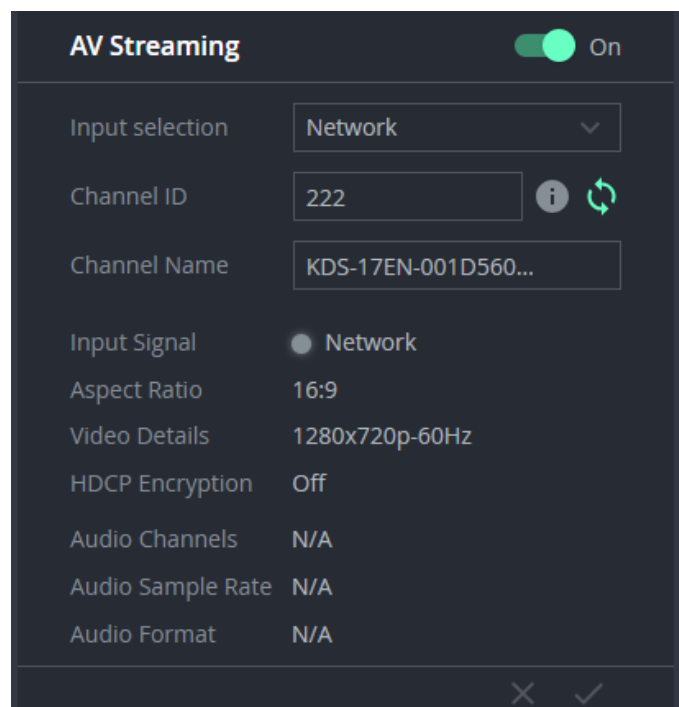 AV Streaming On
Input selection Network
Channel ID 222 i
Channel Name KDS-17EN-001D560...
Input Signal Network
Aspect Ratio 16:9
Video Details 1280x720p-60Hz
HDCP Encryption Off
Audio Channels N/A
Audio Sample Rate N/A
Audio Format N/A